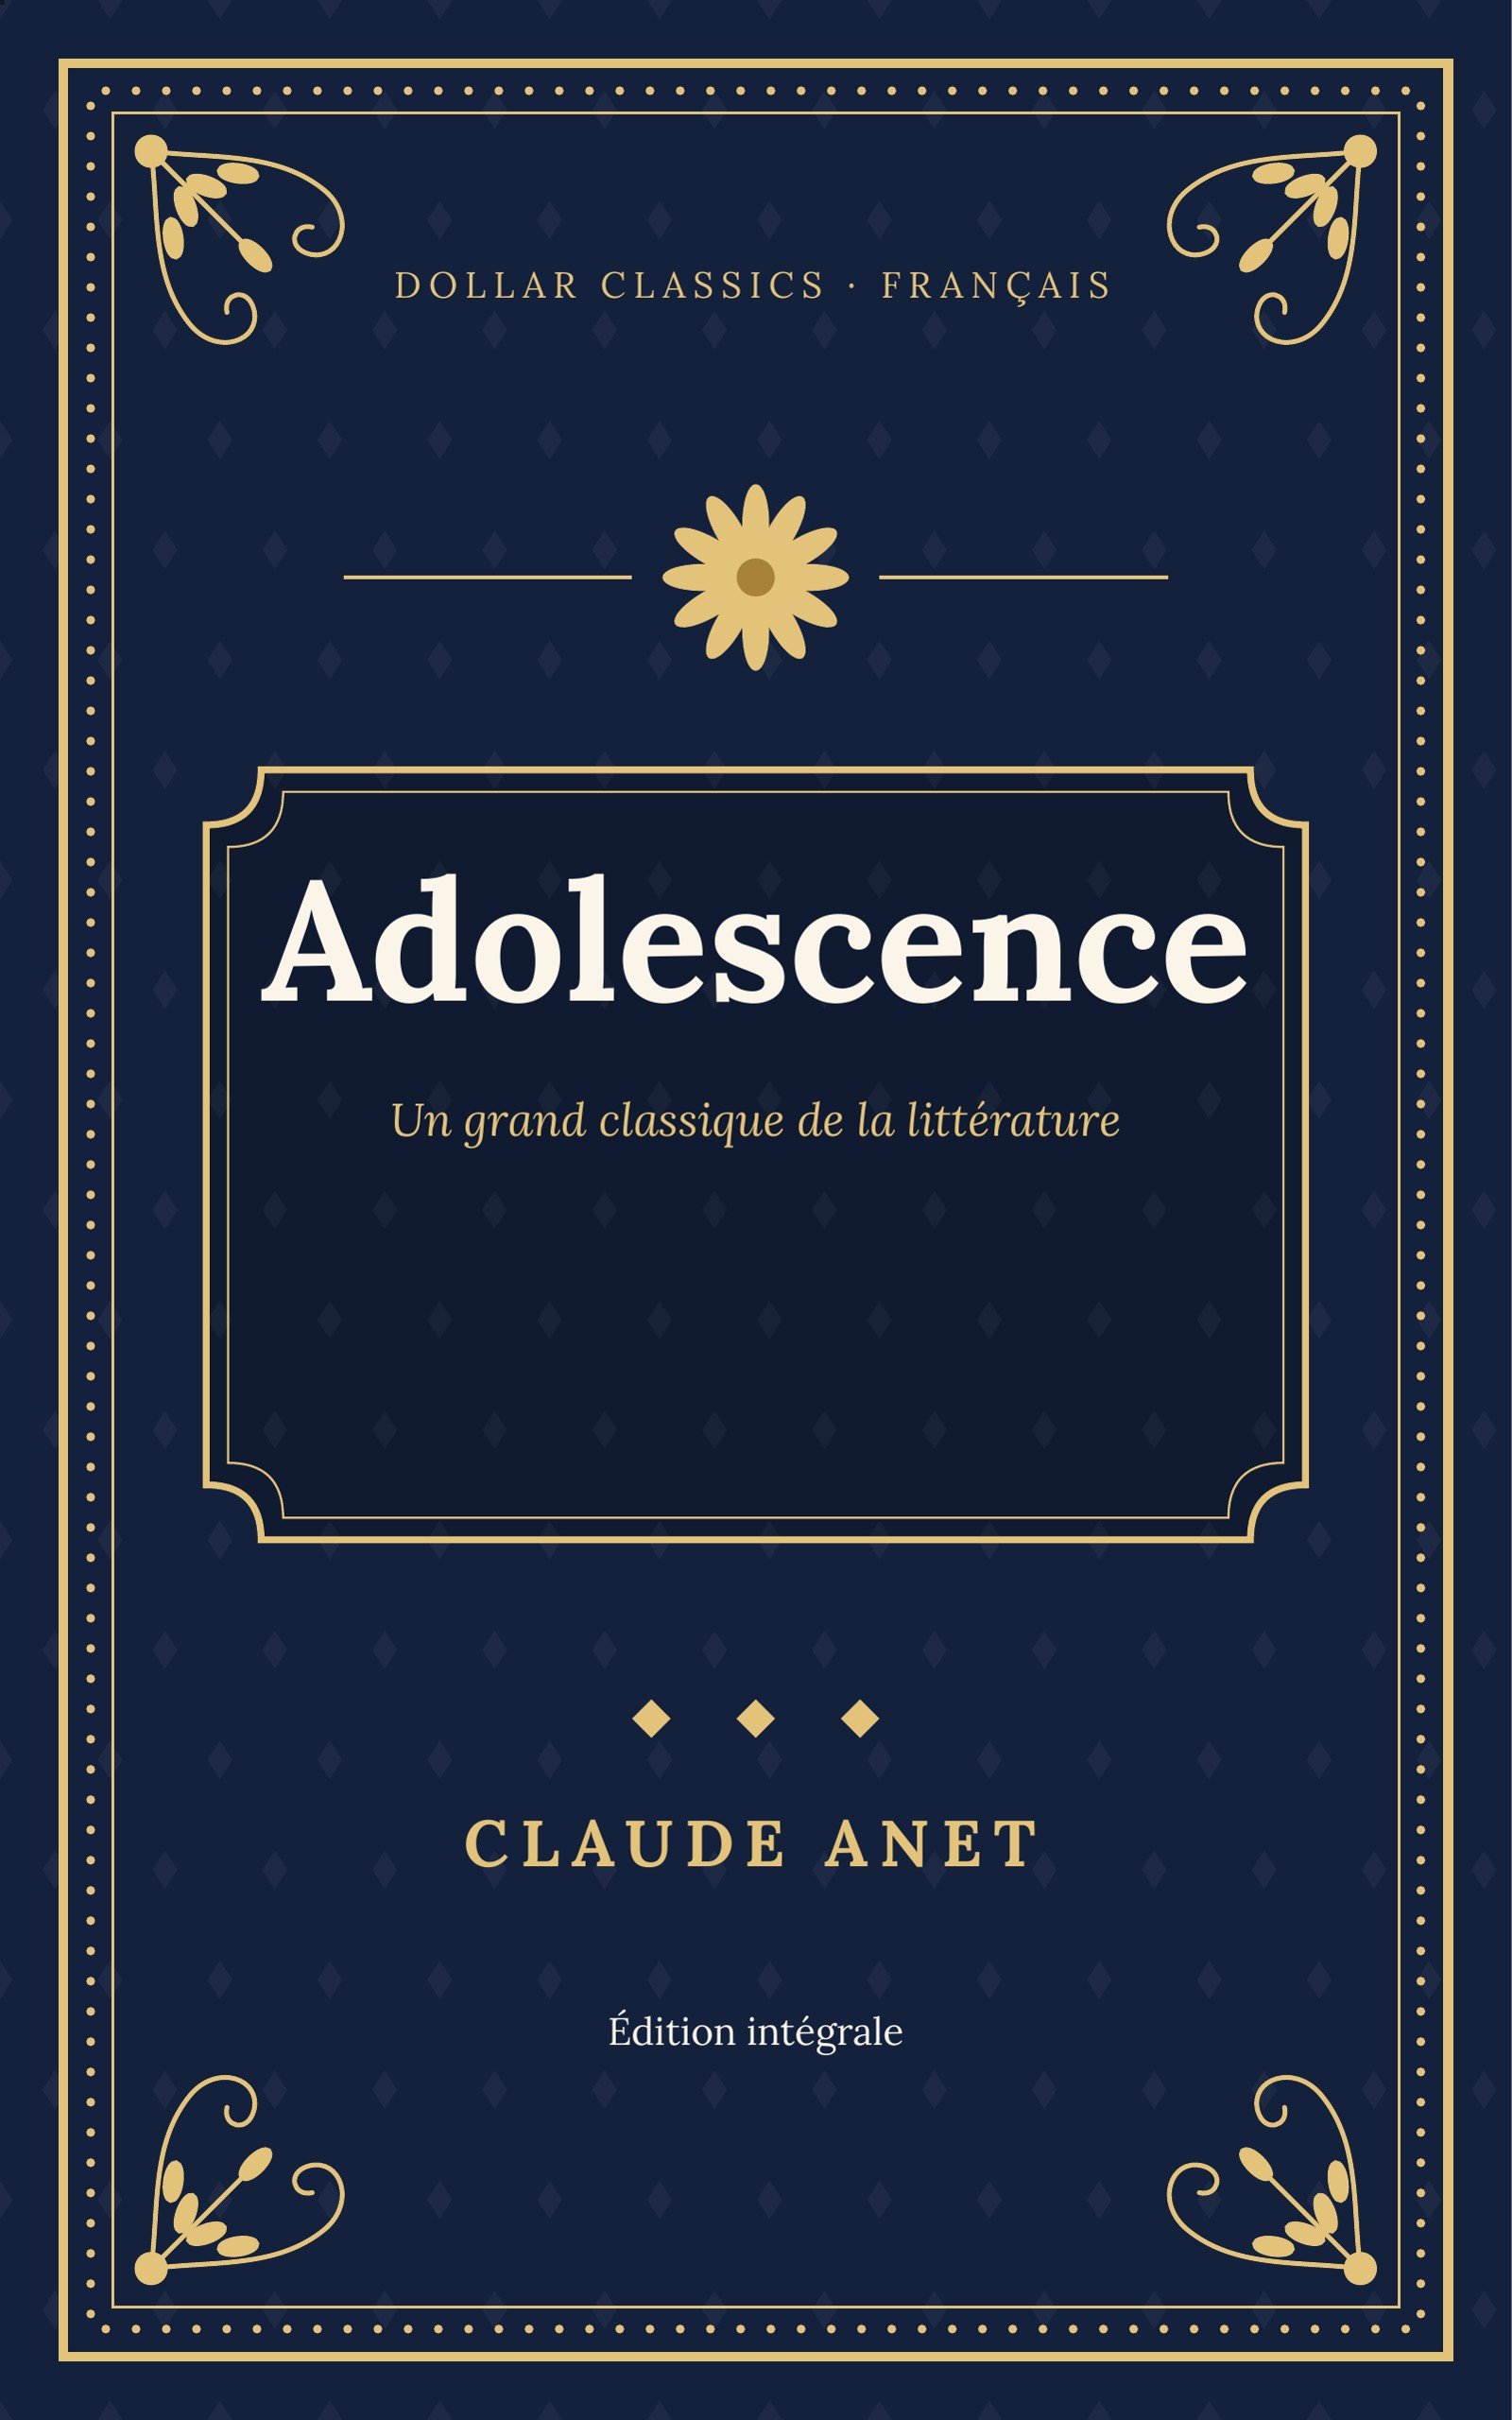 DOLLAR CLASSICS · FRANÇAIS
Adolescence
Un grand classique de la littérature
CLAUDE ANET
Édition intégrale